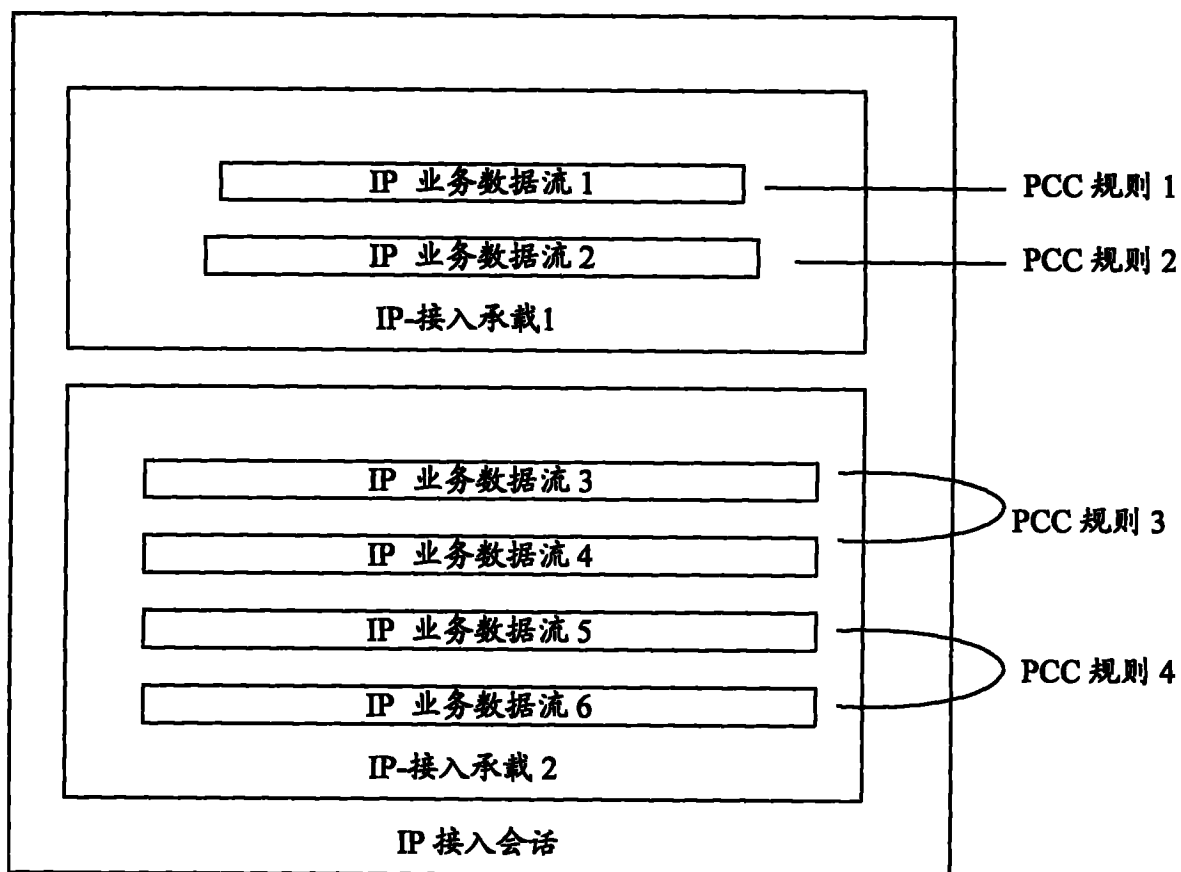 IP 业务数据流 1
PCC 规则 1
IP 业务数据流 2
PCC 规则 2
IP-接入承载1
IP 业务数据流 3
PCC 规则 3
IP 业务数据流 4
IP 业务数据流 5
PCC 规则 4
IP 业务数据流 6
IP-接入承载 2
IP 接入会话